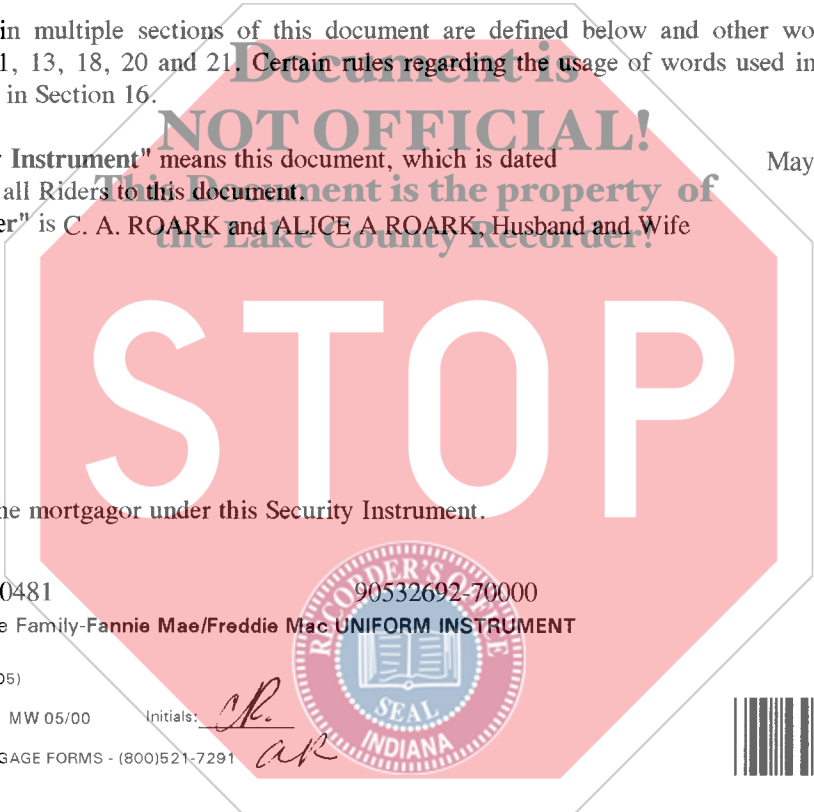 in multiple sections of this document are defined below and other wo
1, 13, 18, 20 and 21. Certain rules regarding the usage of words used in
in Section 16.
Document is
NOT OFFICIAL!
This Document is the property of
the Lake County Recorder!
Instrument" means this document, which is dated May
all Riders to this document.
er" is C. A. ROARK and ALICE A ROARK, Husband and Wife
STOP
ne mortgagor under this Security Instrument.
0481 90532692-70000
e Family-Fannie Mae/Freddie Mac UNIFORM INSTRUMENT
05)
MW 05/00 Initials: CR.
GAGE FORMS - (800)521-7291 aR
RECORDER'S OFFICE
SEAL
INDIANA